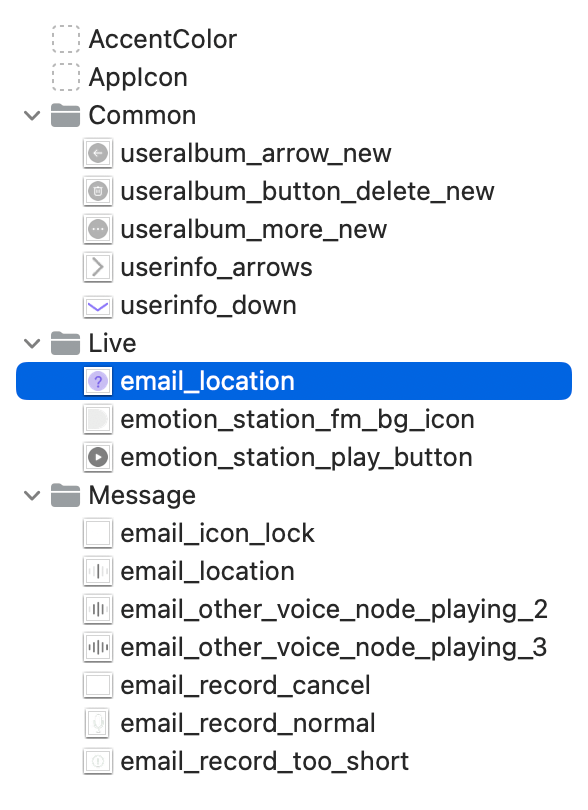 AccentColor
AppIcon
Common
useralbum_arrow_new
useralbum_button_delete_new
useralbum_more_new
userinfo_arrows
userinfo_down
Live
email_location
emotion_station_fm_bg_icon
emotion_station_play_button
Message
email_icon_lock
email_location
email_other_voice_node_playing_2
email_other_voice_node_playing_3
email_record_cancel
email_record_normal
email_record_too_short